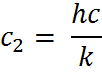 c₂ = hc/k